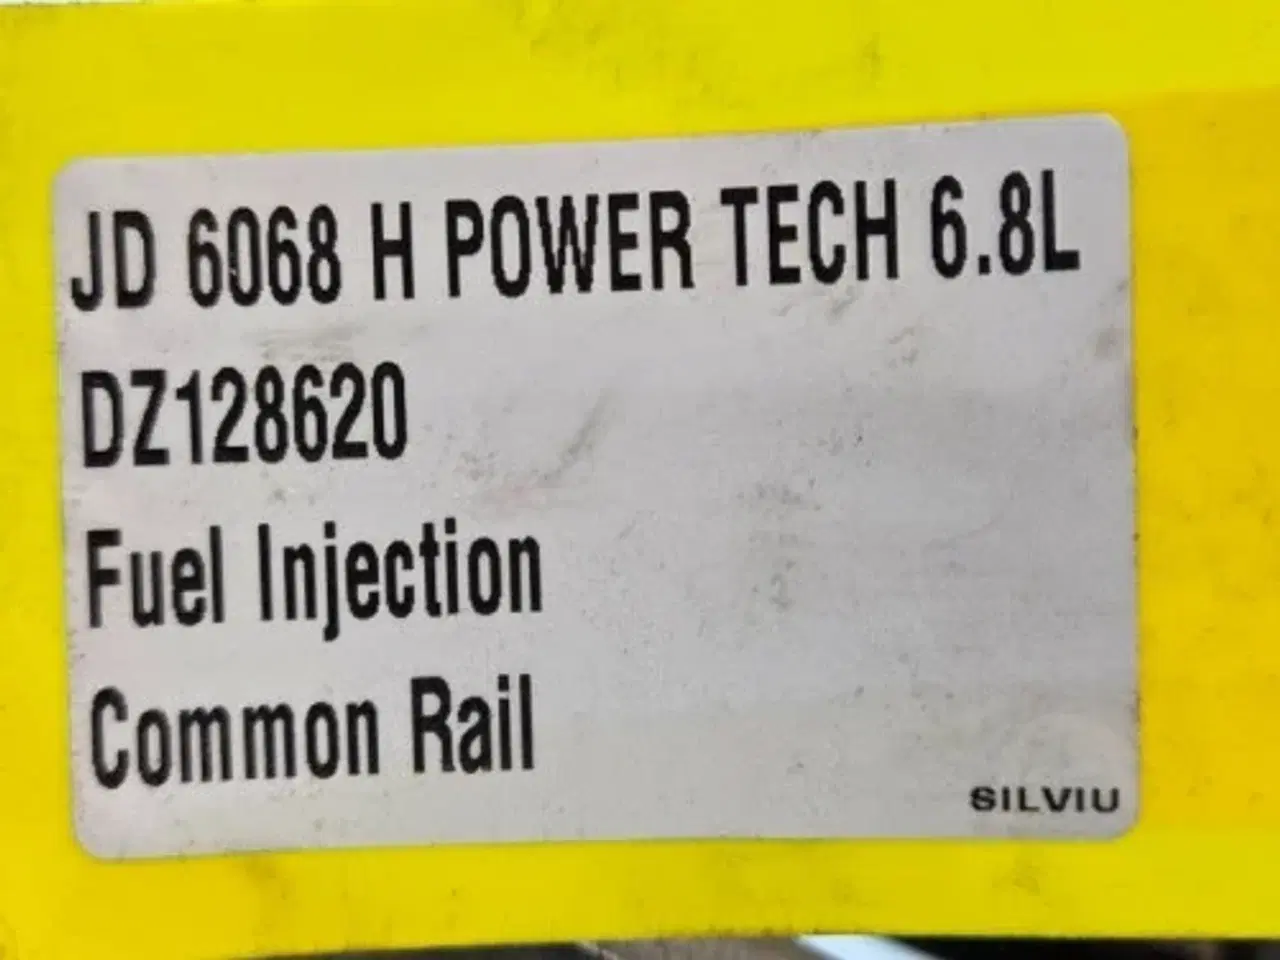 JD 6068 H POWER TECH 6.8L
DZ128620
Fuel Injection
Common Rail
SILVIU